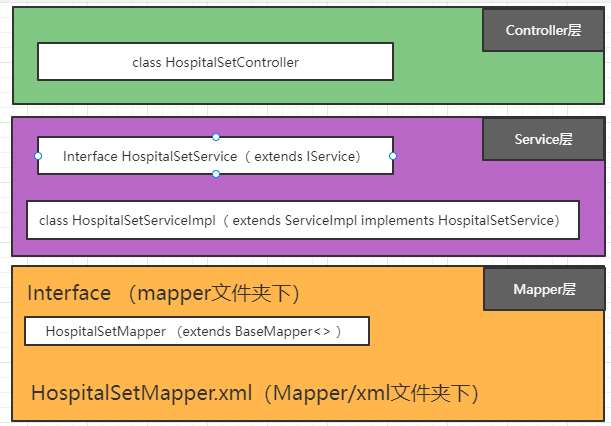 Controller层
class HospitalSetController
Service层
Interface HospitalSetService（ extends IService）
class HospitalSetServiceImpl（ extends ServiceImpl implements HospitalSetService）
Mapper层
Interface （mapper文件夹下）
HospitalSetMapper （extends BaseMapper<> ）
HospitalSetMapper.xml（Mapper/xml文件夹下）